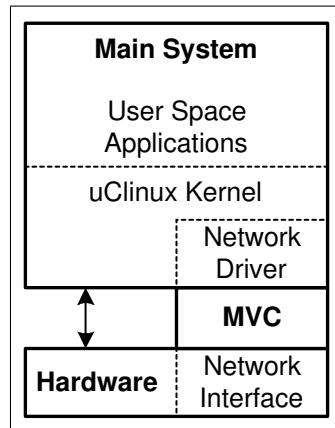 Main System
User Space
Applications
uClinux Kernel
Network
Driver
MVC
Hardware
Network
Interface